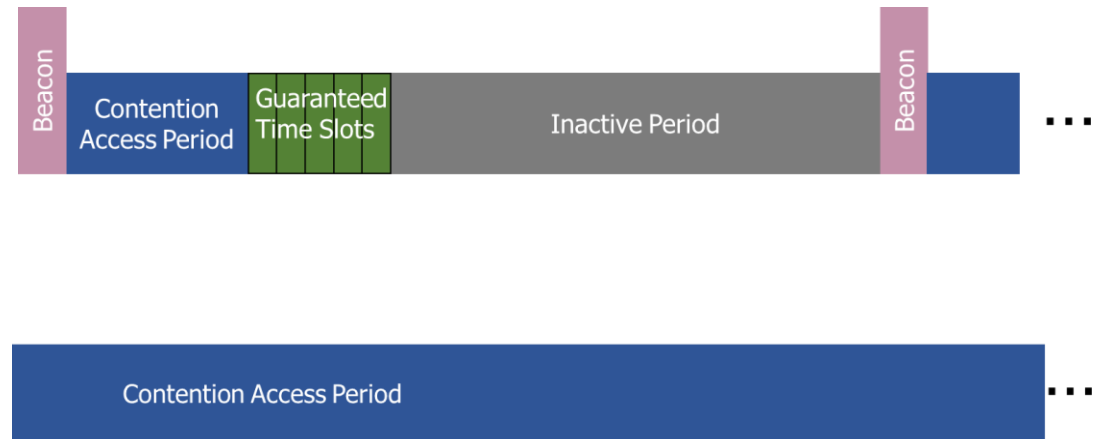 Beacon
Contention
Access Period
Guaranteed
Time Slots
Inactive Period
Beacon
...
Contention Access Period
...